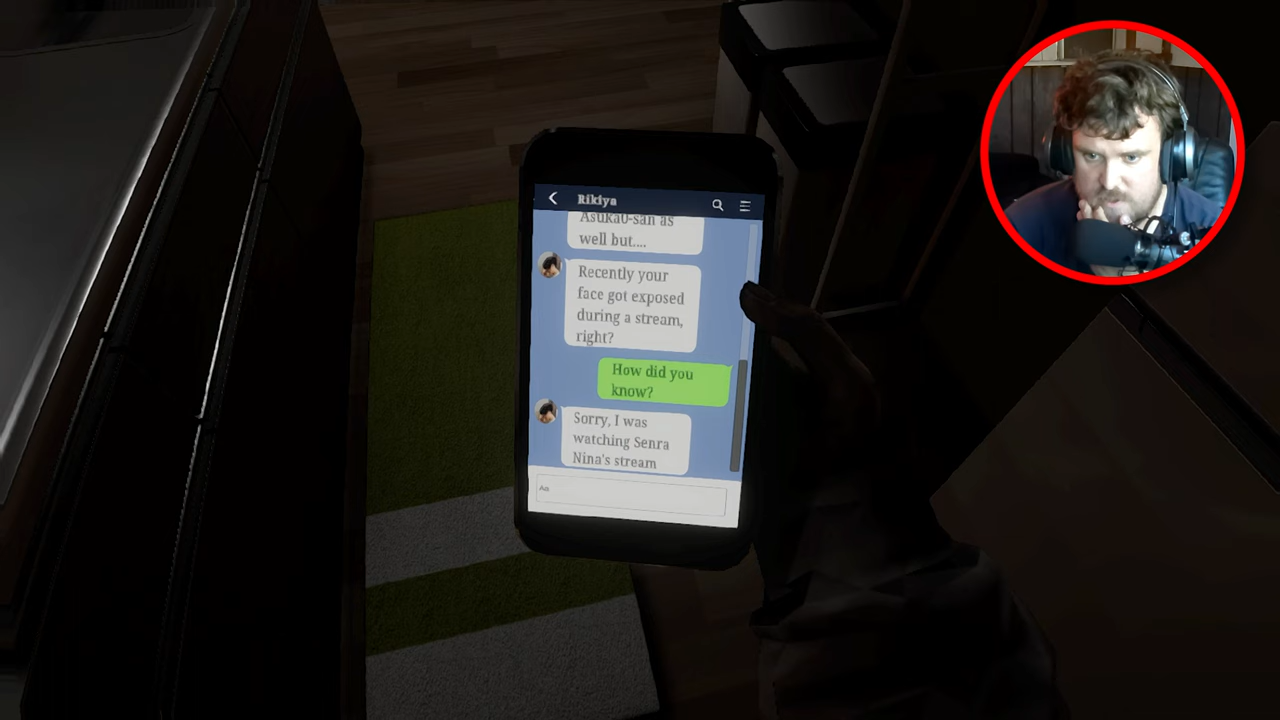 Rikiya
Asuka0-san as
well but....
Recently your
face got exposed
during a stream,
right?
How did you
know?
Sorry, I was
watching Senra
Nina's stream
Aa